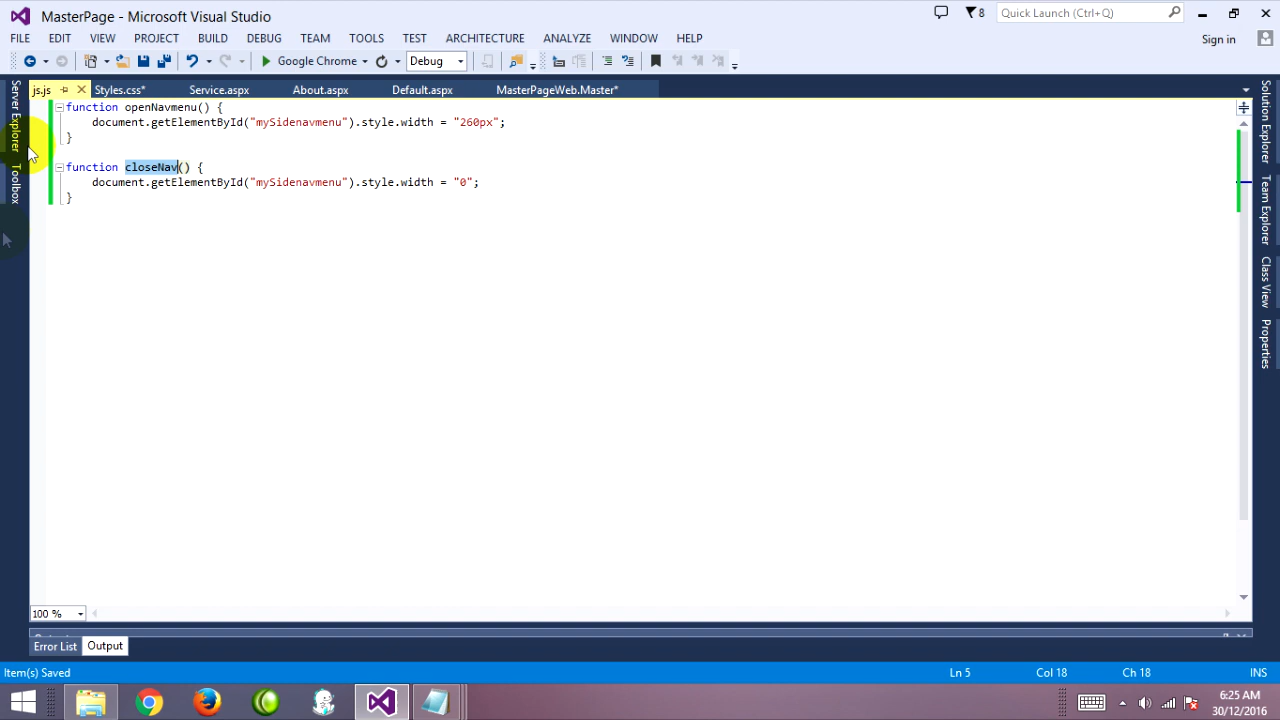 MasterPage - Microsoft Visual Studio
8
Quick Launch (Ctrl+Q)
FILE EDIT VIEW PROJECT BUILD DEBUG TEAM TOOLS TEST ARCHITECTURE ANALYZE WINDOW HELP
Sign in
Google Chrome
Debug
js.js Styles.css* Service.aspx About.aspx Default.aspx MasterPageWeb.Master*
Server Explorer
Toolbox
function openNavmenu() {
document.getElementById("mySidenavmenu").style.width = "260px";
}
function closeNav() {
document.getElementById("mySidenavmenu").style.width = "0";
}
Solution Explorer
Team Explorer
Class View
Properties
100 %
Error List Output
Item(s) Saved Ln 5 Col 18 Ch 18 INS
6:25 AM
30/12/2016